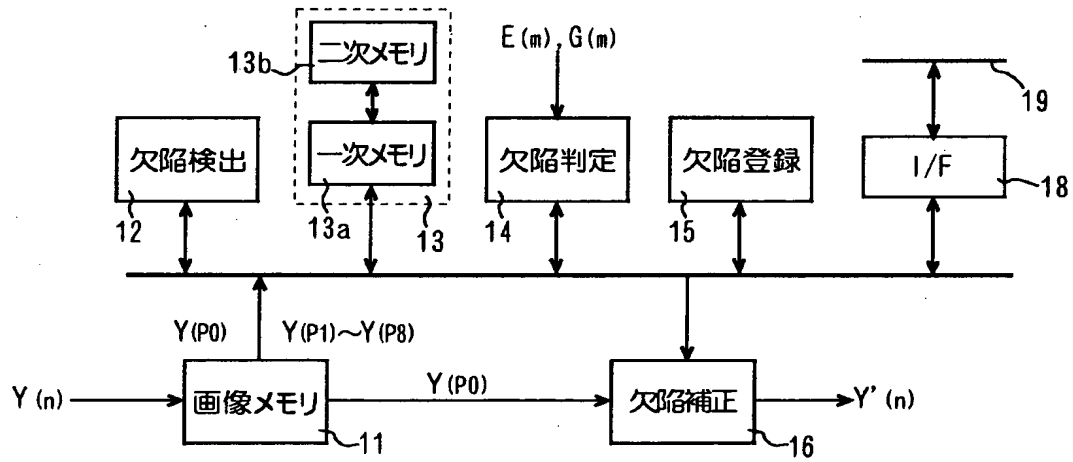 二次メモリ
13b
E(m), G(m)
19
欠陥検出
12
一次メモリ
13a
13
欠陥判定
14
欠陥登録
15
I/F
18
Y(P0)
Y(P1)～Y(P8)
Y(n)
画像メモリ
11
Y(P0)
欠陥補正
16
Y'(n)